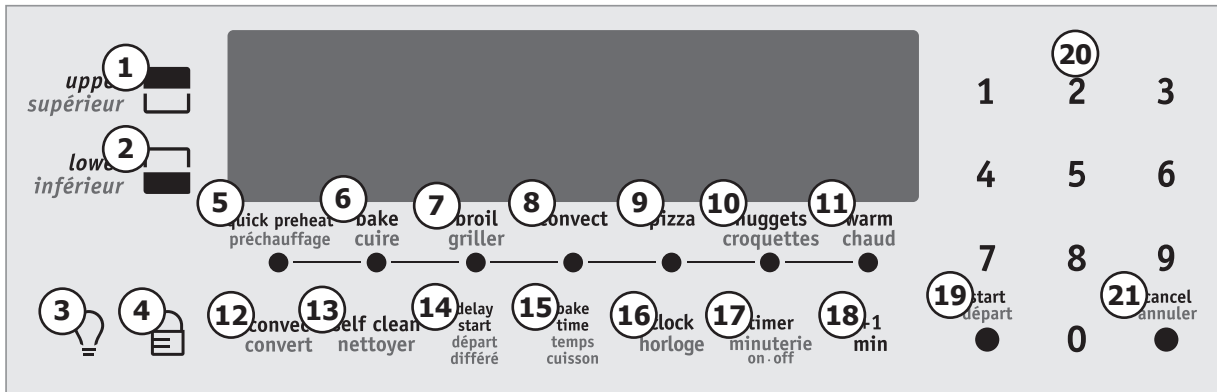 1
uppe
supérieur
2
lowe
inférieur
5 quick preheat
préchauffage
6 bake
cuire
7 broil
griller
8 convect
9 pizza
10 nuggets
croquettes
11 warm
chaud
3
4
12 convec
convert
13 self clean
nettoyer
14 delay
start
départ
différé
15 bake
time
temps
cuisson
16 clock
horloge
17 timer
minuterie
on·off
18 +1
min
20
1 2 3
4 5 6
7 8 9
19 start
départ
0
21 cancel
annuler